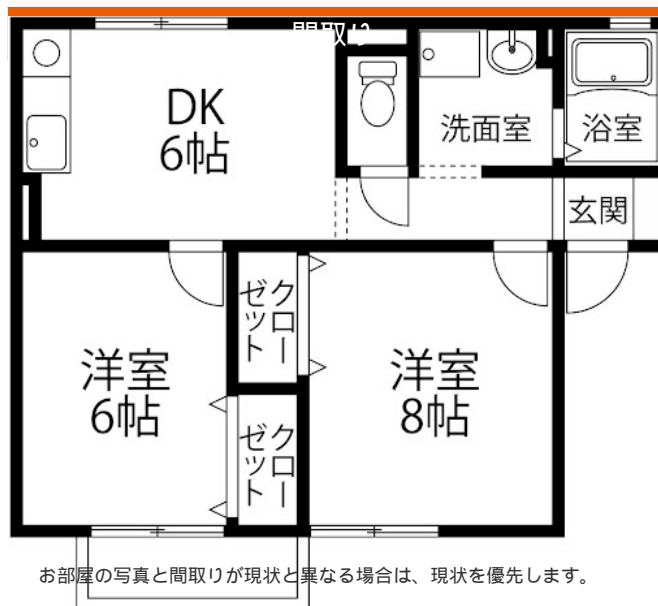 間取り
DK
6帖
洗面室
浴室
玄関
クロー
ゼット
洋室
6帖
洋室
8帖
クロー
ゼット
お部屋の写真と間取りが現状と異なる場合は、現状を優先します。